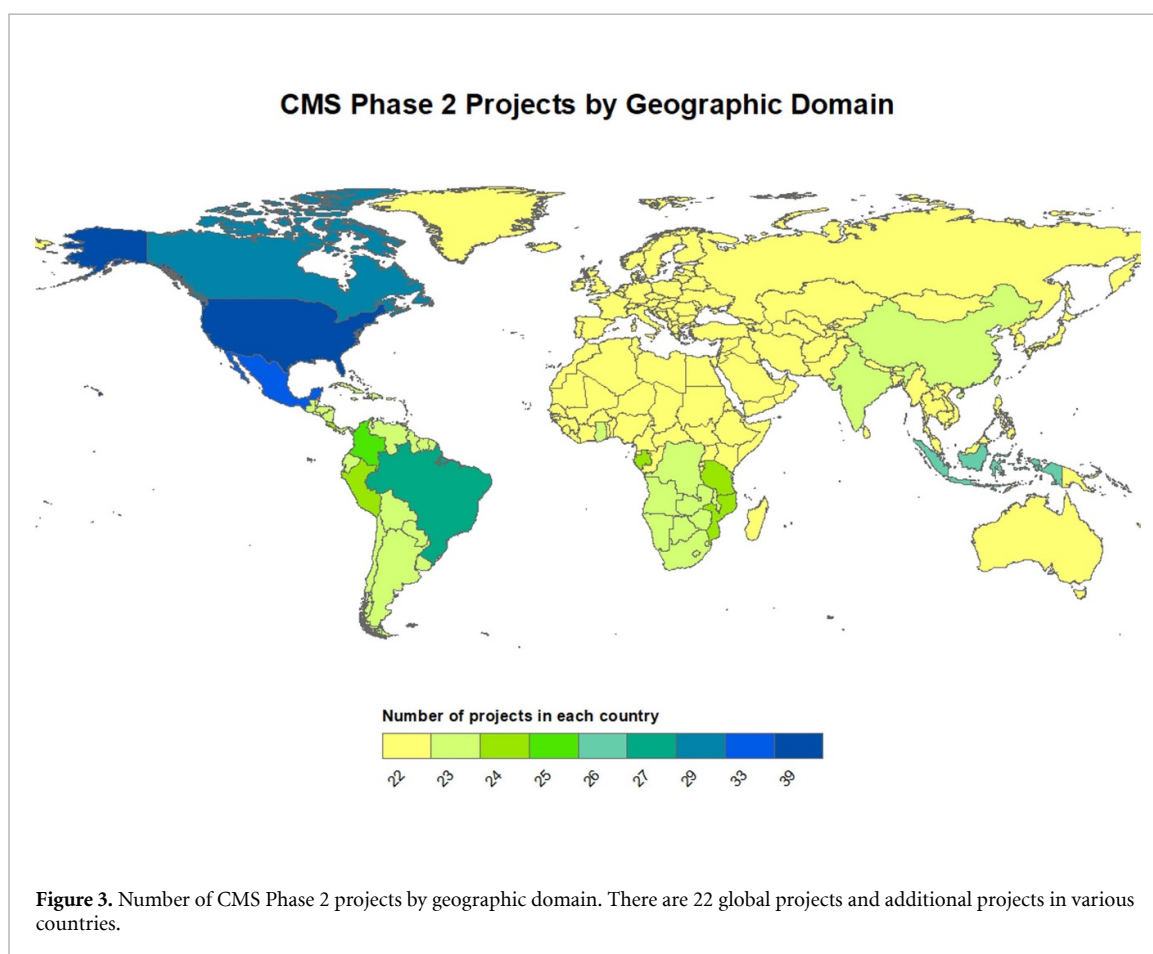 CMS Phase 2 Projects by Geographic Domain
Number of projects in each country
22 23 24 25 26 27 29 33 39
Figure 3. Number of CMS Phase 2 projects by geographic domain. There are 22 global projects and additional projects in various
countries.